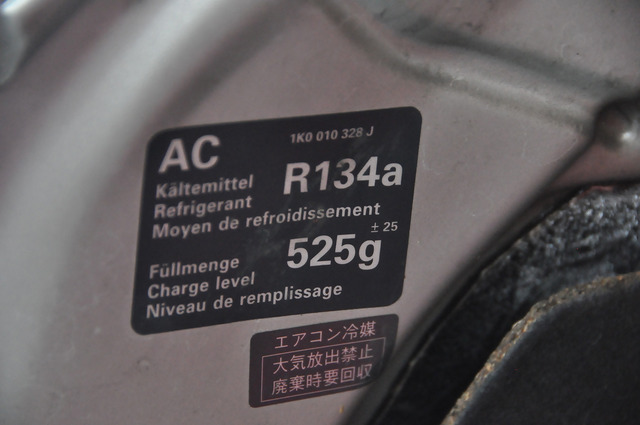 AC 1K0 010 328 J
Kältemittel R134a
Refrigerant
Moyen de refroidissement
± 25
Füllmenge 525g
Charge level
Niveau de remplissage
エアコン冷媒
大気放出禁止
廃棄時要回収